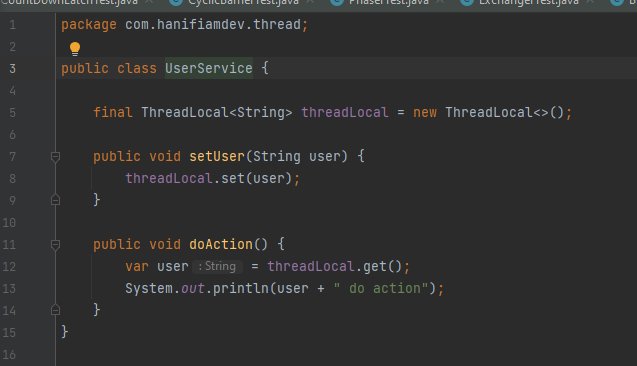 CountDownLatchTest.java CyclicBarrierTest.java PhaserTest.java ExchangerTest.java
1 package com.hanifiamdev.thread;
2
3 public class UserService {
4
5 final ThreadLocal<String> threadLocal = new ThreadLocal<>();
6
7 public void setUser(String user) {
8 threadLocal.set(user);
9 }
10
11 public void doAction() {
12 var user : String = threadLocal.get();
13 System.out.println(user + " do action");
14 }
15 }
16